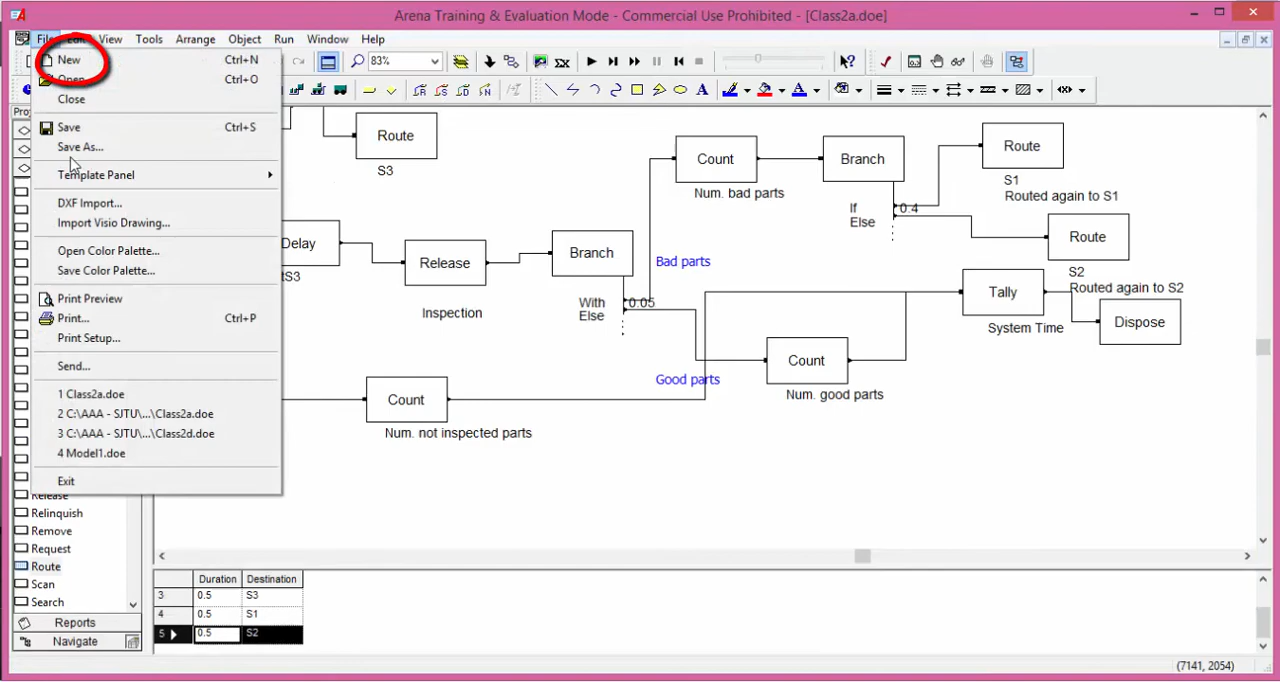 Arena Training & Evaluation Mode - Commercial Use Prohibited - [Class2a.doe]
View Tools Arrange Object Run Window Help
New Ctrl+N
Open Ctrl+O
Close
Save Ctrl+S
Save As...
Template Panel
DXF Import...
Import Visio Drawing...
Open Color Palette...
Save Color Palette...
Print Preview
Print... Ctrl+P
Print Setup...
Send...
1 Class2a.doe
2 C:\AAA - SJTU\...\Class2a.doe
3 C:\AAA - SJTU\...\Class2d.doe
4 Model1.doe
Exit
83%
Route
S3
Delay
Release
Inspection
Branch
With
Else
0.05
Bad parts
Good parts
Count
Num. bad parts
Branch
If
Else
0.4
Route
S1
Routed again to S1
Route
S2
Routed again to S2
Tally
System Time
Dispose
Count
Num. good parts
Count
Num. not inspected parts
Release
Relinquish
Remove
Request
Route
Scan
Search
Reports
Navigate
Duration Destination
3 0.5 S3
4 0.5 S1
5 0.5 S2
(7141, 2054)